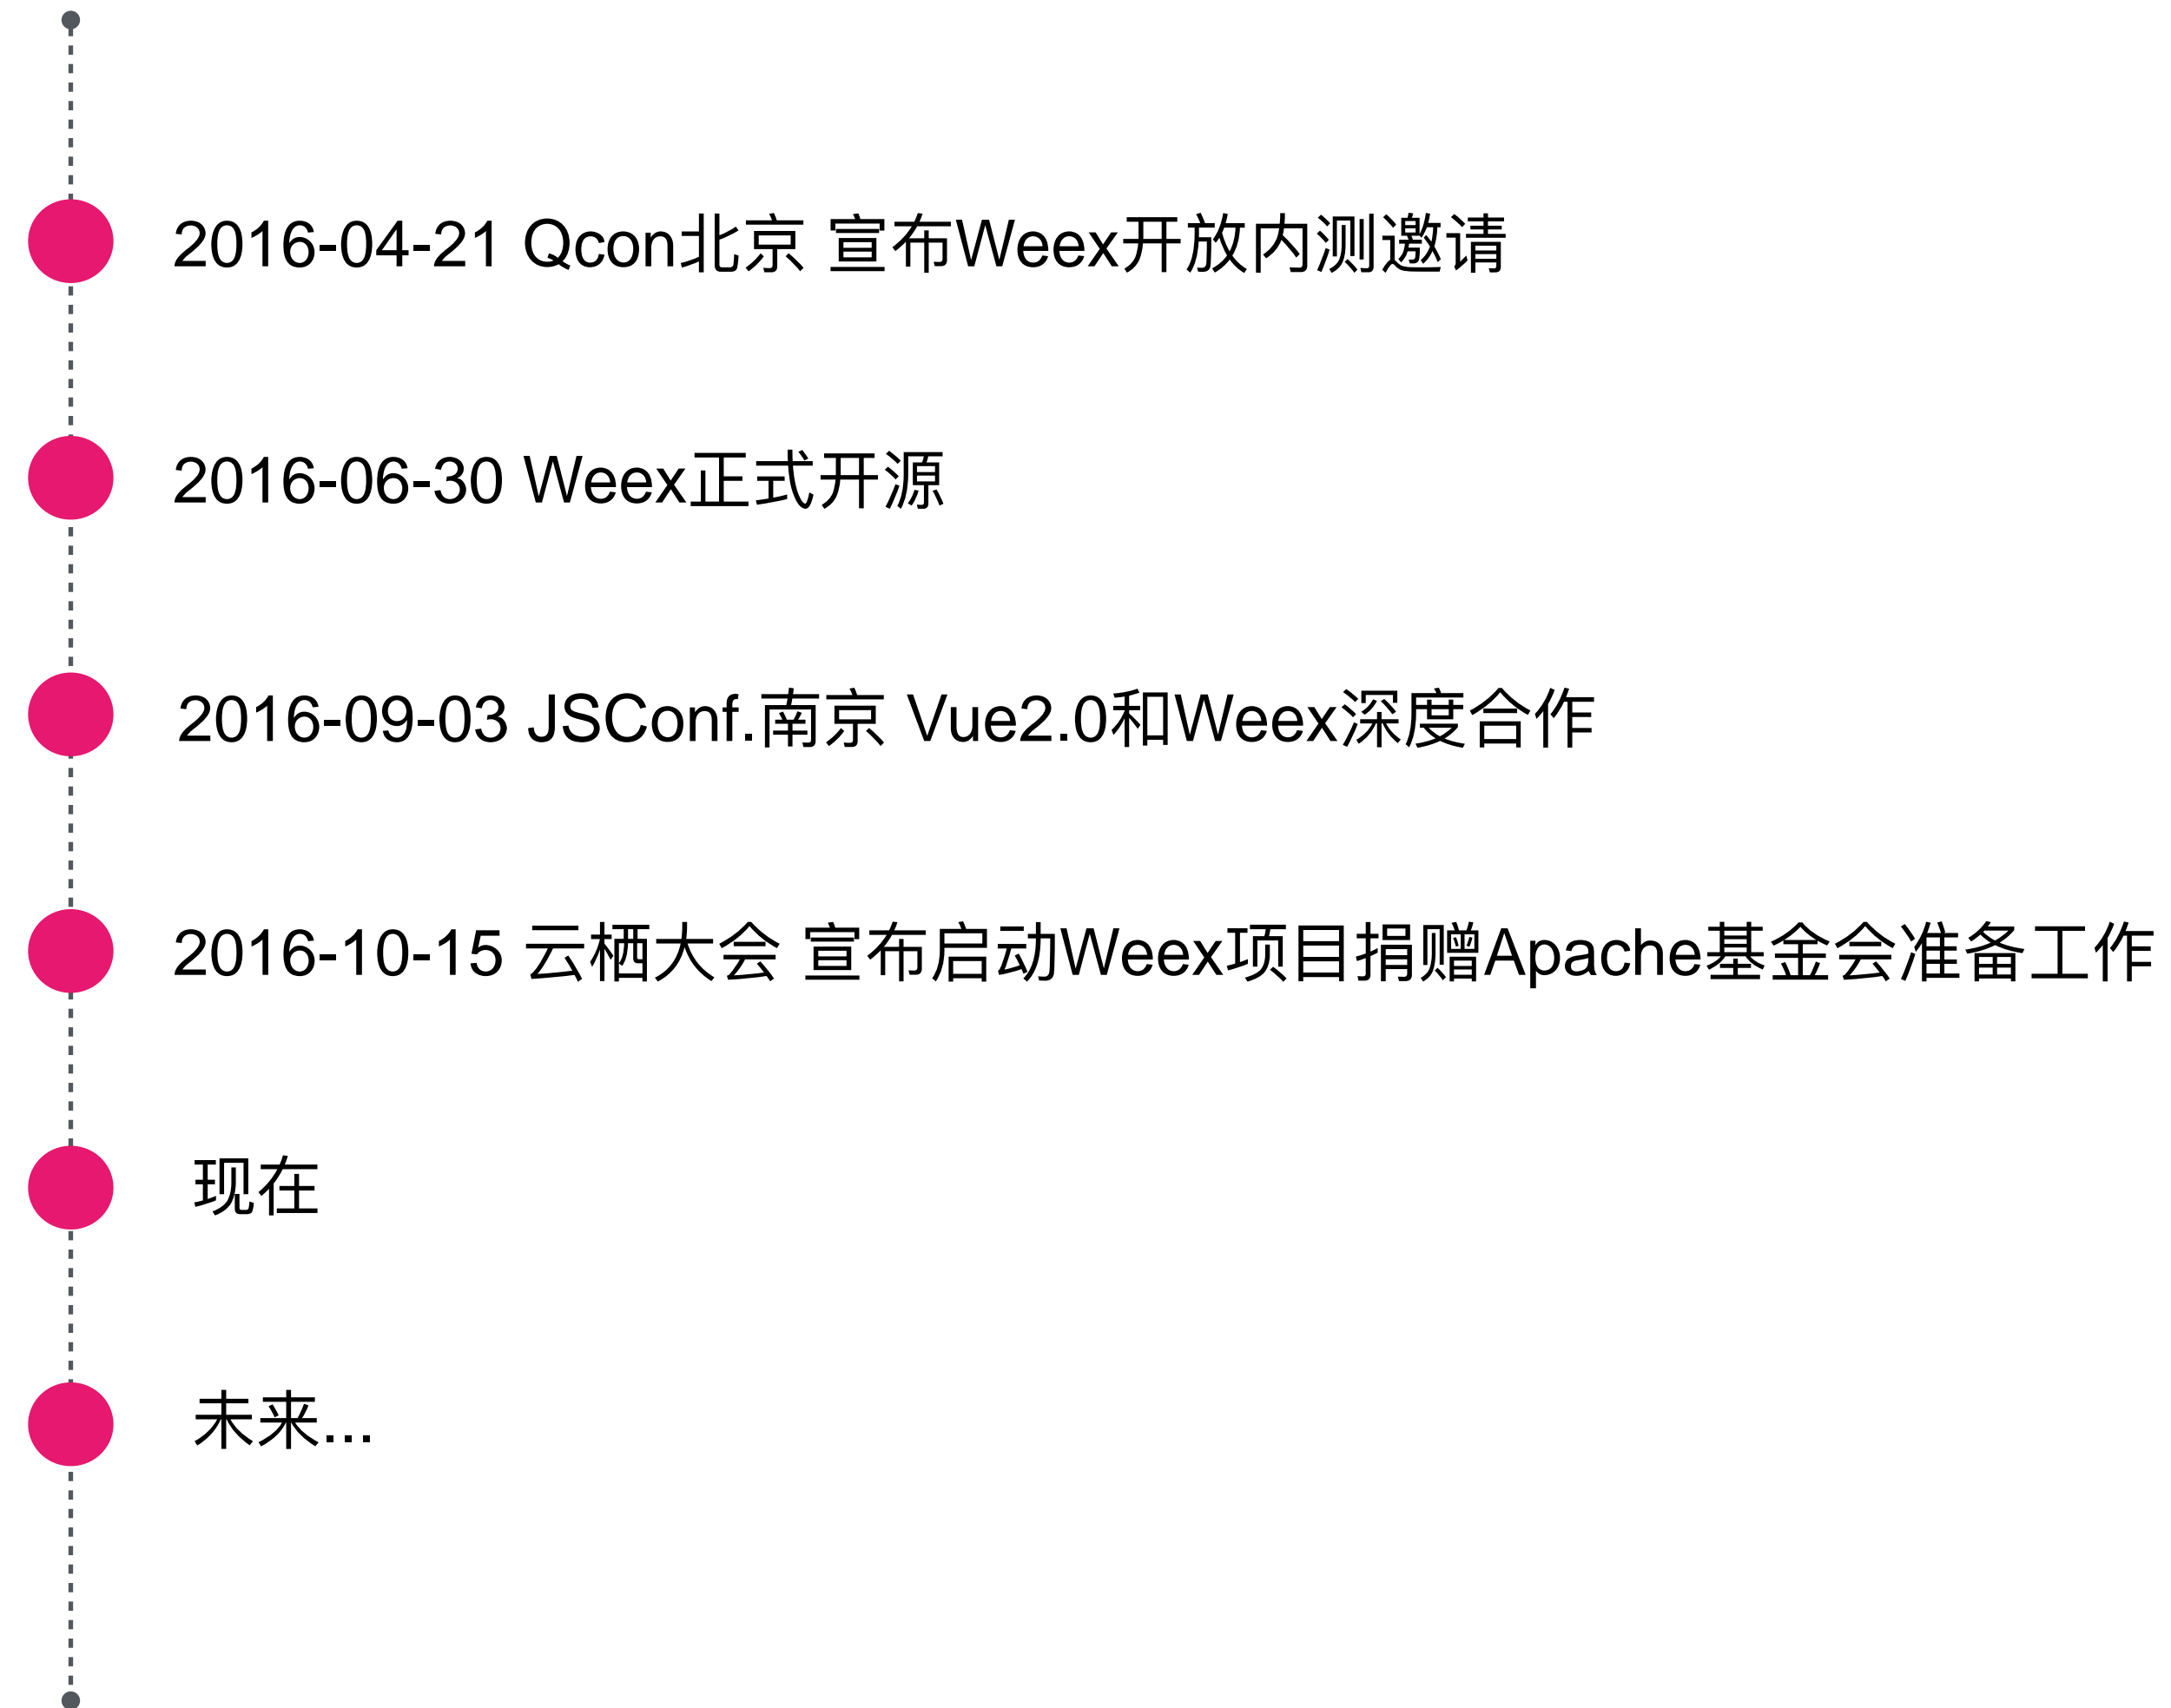 2016-04-21 Qcon北京 宣布Weex开放内测邀请
2016-06-30 Weex正式开源
2016-09-03 JSConf.南京 Vue2.0和Weex深度合作
2016-10-15 云栖大会 宣布启动Weex项目捐赠Apache基金会准备工作
现在
未来...